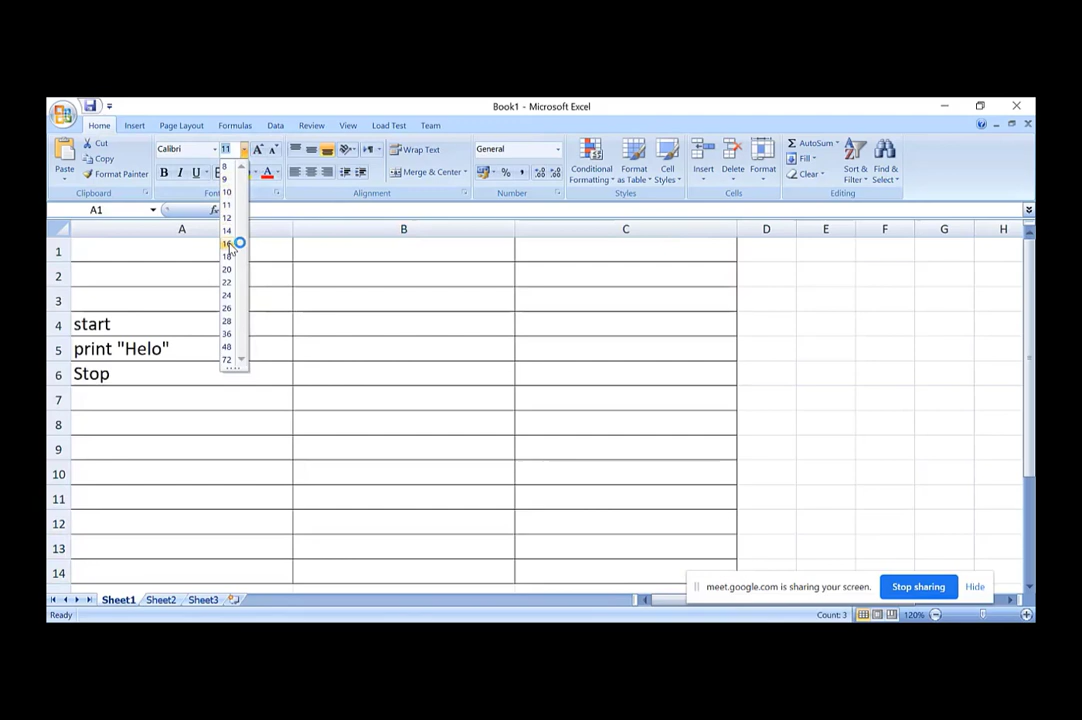 Book1 - Microsoft Excel
Home Insert Page Layout Formulas Data Review View Load Test Team
Cut
Copy
Format Painter
Paste
Clipboard
Calibri 11
B I U
Wrap Text
Merge & Center
Alignment
General
% ,
Number
Conditional Formatting
Format as Table
Cell Styles
Styles
Insert Delete Format
Cells
Σ AutoSum
Fill
Clear
Sort & Filter
Find & Select
Editing
8
9
10
11
12
14
16
18
20
22
24
26
28
36
48
72
A1
A B C D E F G H
1
2
3
4 start
5 print "Helo"
6 Stop
7
8
9
10
11
12
13
14
meet.google.com is sharing your screen. Stop sharing Hide
Sheet1 Sheet2 Sheet3
Ready Count: 3 120%